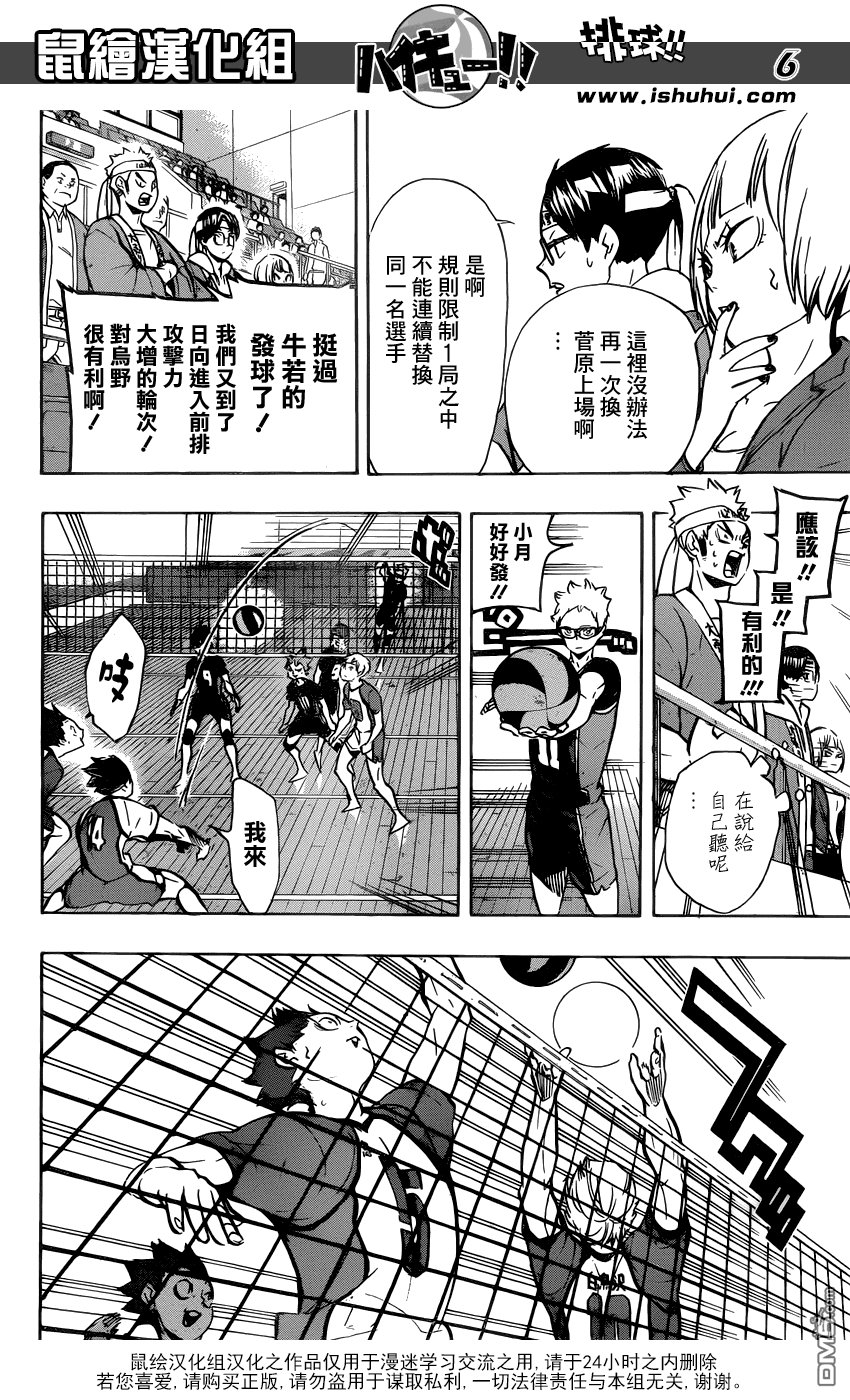 鼠繪漢化組
ハイキュー!!
排球!!
6
www.ishuhui.com
這裡沒辦法
再一次換
菅原上場啊
…
是啊
規則限制1局之中
不能連續替換
同一名選手
挺過
牛若的
發球了！
我們又到了
日向進入前排
攻擊力
大增的輪次！
對烏野
很有利啊！
應該!!
是!!
有利的!!!
在說給
自己聽呢
…
小月
好好發!!
吱
我來
4
11
鼠绘汉化组汉化之作品仅用于漫迷学习交流之用, 请于24小时之内删除
若您喜爱, 请购买正版, 请勿盗用于谋取私利, 一切法律责任与本组无关, 谢谢。
DM5.com